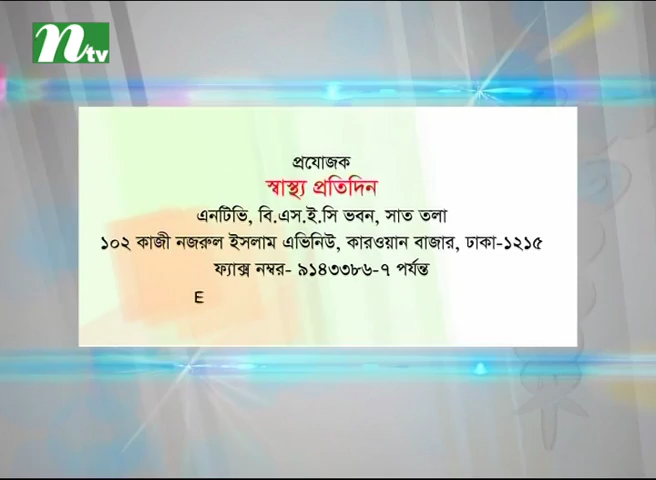 ntv
প্রযোজক
স্বাস্থ্য প্রতিদিন
এনটিভি, বি.এস.ই.সি ভবন, সাত তলা
১০২ কাজী নজরুল ইসলাম এভিনিউ, কারওয়ান বাজার, ঢাকা-১২১৫
ফ্যাক্স নম্বর- ৯১৪৩৩৮৬-৭ পর্যন্ত
E